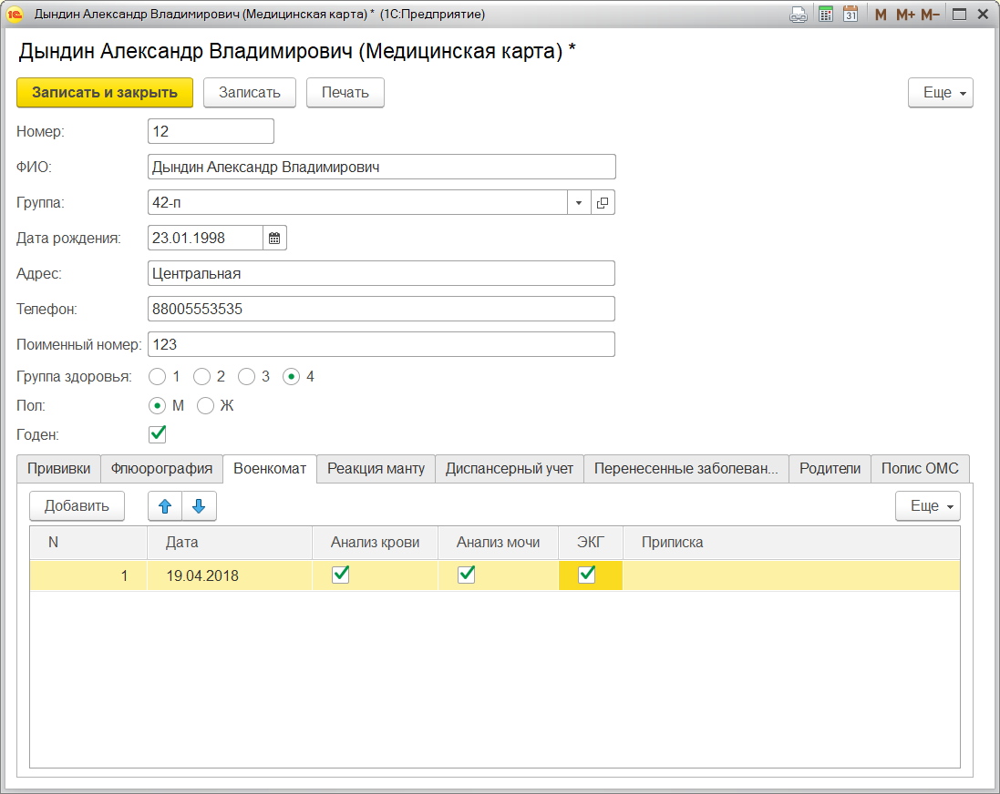 Дындин Александр Владимирович (Медицинская карта) * (1С:Предприятие)
31 M M+ M-
Дындин Александр Владимирович (Медицинская карта) *
Записать и закрыть Записать Печать Еще
Номер: 12
ФИО: Дындин Александр Владимирович
Группа: 42-п
Дата рождения: 23.01.1998
Адрес: Центральная
Телефон: 88005553535
Поименный номер: 123
Группа здоровья: 1 2 3 4
Пол: М Ж
Годен:
Прививки Флюорография Военкомат Реакция манту Диспансерный учет Перенесенные заболеван... Родители Полис ОМС
Добавить Еще
N Дата Анализ крови Анализ мочи ЭКГ Приписка
1 19.04.2018